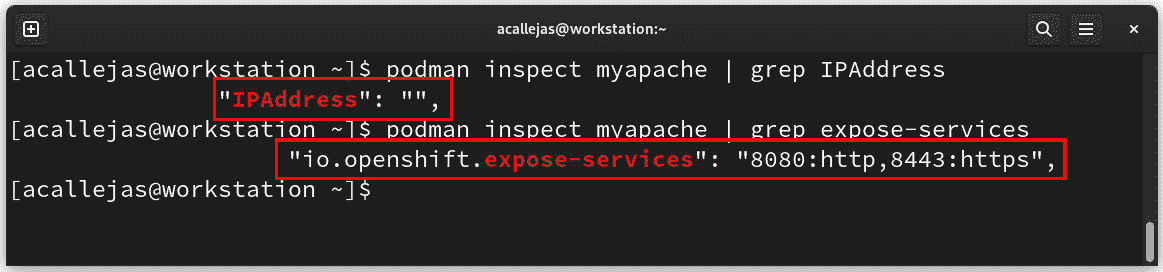 acallejas@workstation:~
[acallejas@workstation ~]$ podman inspect myapache | grep IPAddress
"IPAddress": "",
[acallejas@workstation ~]$ podman inspect myapache | grep expose-services
"io.openshift.expose-services": "8080:http,8443:https",
[acallejas@workstation ~]$